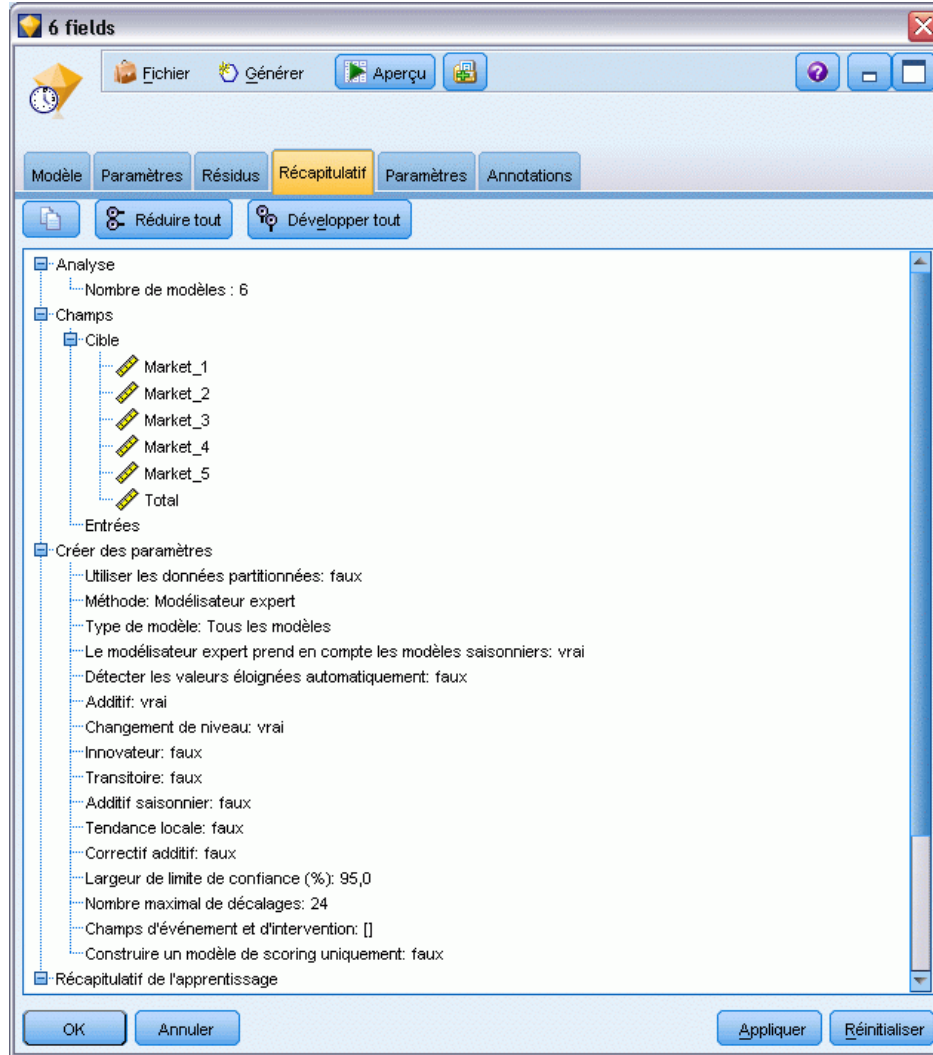 6 fields
Fichier Générer Aperçu
Modèle Paramètres Résidus Récapitulatif Paramètres Annotations
Réduire tout Développer tout
Analyse
Nombre de modèles : 6
Champs
Cible
Market_1
Market_2
Market_3
Market_4
Market_5
Total
Entrées
Créer des paramètres
Utiliser les données partitionnées: faux
Méthode: Modélisateur expert
Type de modèle: Tous les modèles
Le modélisateur expert prend en compte les modèles saisonniers: vrai
Détecter les valeurs éloignées automatiquement: faux
Additif: vrai
Changement de niveau: vrai
Innovateur: faux
Transitoire: faux
Additif saisonnier: faux
Tendance locale: faux
Correctif additif: faux
Largeur de limite de confiance (%): 95,0
Nombre maximal de décalages: 24
Champs d'événement et d'intervention: []
Construire un modèle de scoring uniquement: faux
Récapitulatif de l'apprentissage
OK Annuler Appliquer Réinitialiser